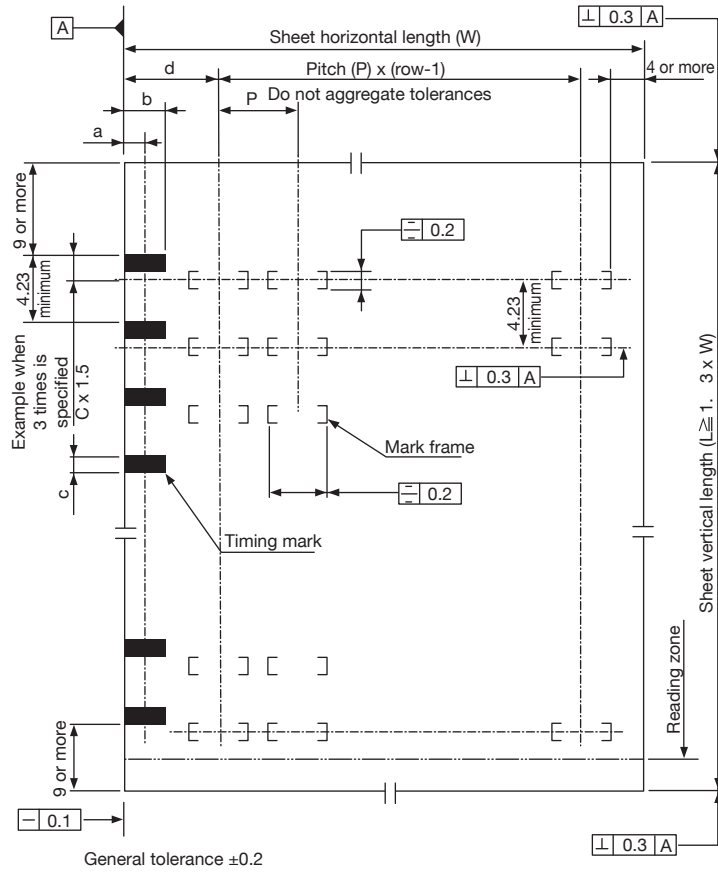 ⊥ 0.3 A
A
Sheet horizontal length (W)
d
Pitch (P) x (row-1)
4 or more
Do not aggregate tolerances
b
P
a
9 or more
0.2
4.23
minimum
4.23
minimum
Example when
3 times is
specified
C x 1.5
⊥ 0.3 A
Mark frame
0.2
c
Timing mark
Sheet vertical length (L≧1. 3 x W)
Reading zone
9 or more
— 0.1
⊥ 0.3 A
General tolerance ±0.2